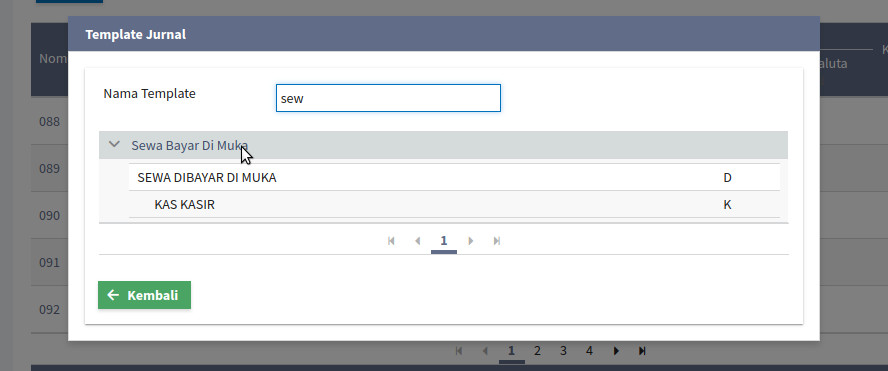 Template Jurnal
Nom
aluta
K
Nama Template
sew
088
Sewa Bayar Di Muka
089
SEWA DIBAYAR DI MUKA D
090
KAS KASIR K
1
091
Kembali
092
1 2 3 4